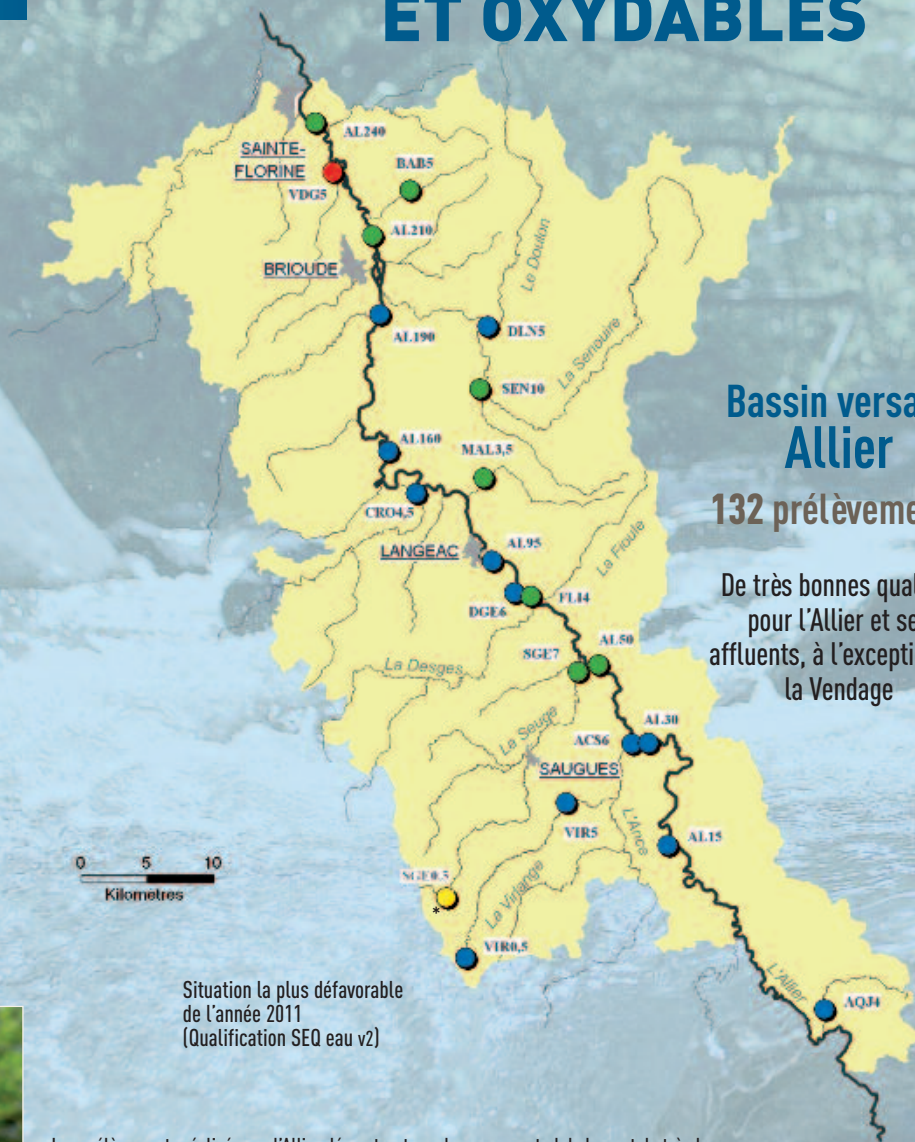 ET OXYDABLES
AL240
SAINTE-
FLORINE
BAB5
VDG5
AL210
BRIOUDE
Le Doulon
AL190
DLN5
La Senouire
SEN10
Bassin versa
Allier
AL160
MAL3,5
132 prélèveme
CRO4,5
LANGEAC
AL95
La Fioule
De très bonnes qual
pour l'Allier et se
affluents, à l'excepti
la Vendage
DGE6
FLI4
SGE7
AL50
La Desges
La Seuge
ACS6
AL30
SAUGUES
VIR5
L'Ance
AL15
0 5 10
Kilometres
SGE0.5
*
La Virlange
VIR0,5
Situation la plus défavorable
de l'année 2011
(Qualification SEQ eau v2)
L'Allier
AQJ4